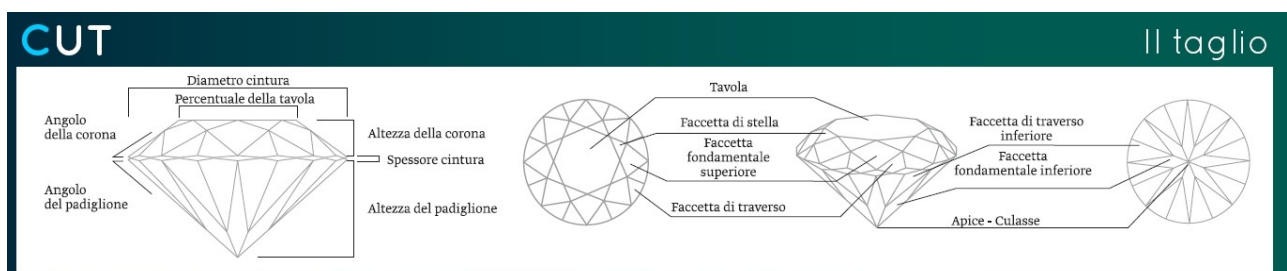 CUT
Il taglio
Diametro cintura
Percentuale della tavola
Angolo
della corona
Angolo
del padiglione
Altezza della corona
Spessore cintura
Altezza del padiglione
Tavola
Faccetta di stella
Faccetta
fondamentale
superiore
Faccetta di traverso
Faccetta di traverso
inferiore
Faccetta
fondamentale inferiore
Apice - Culasse